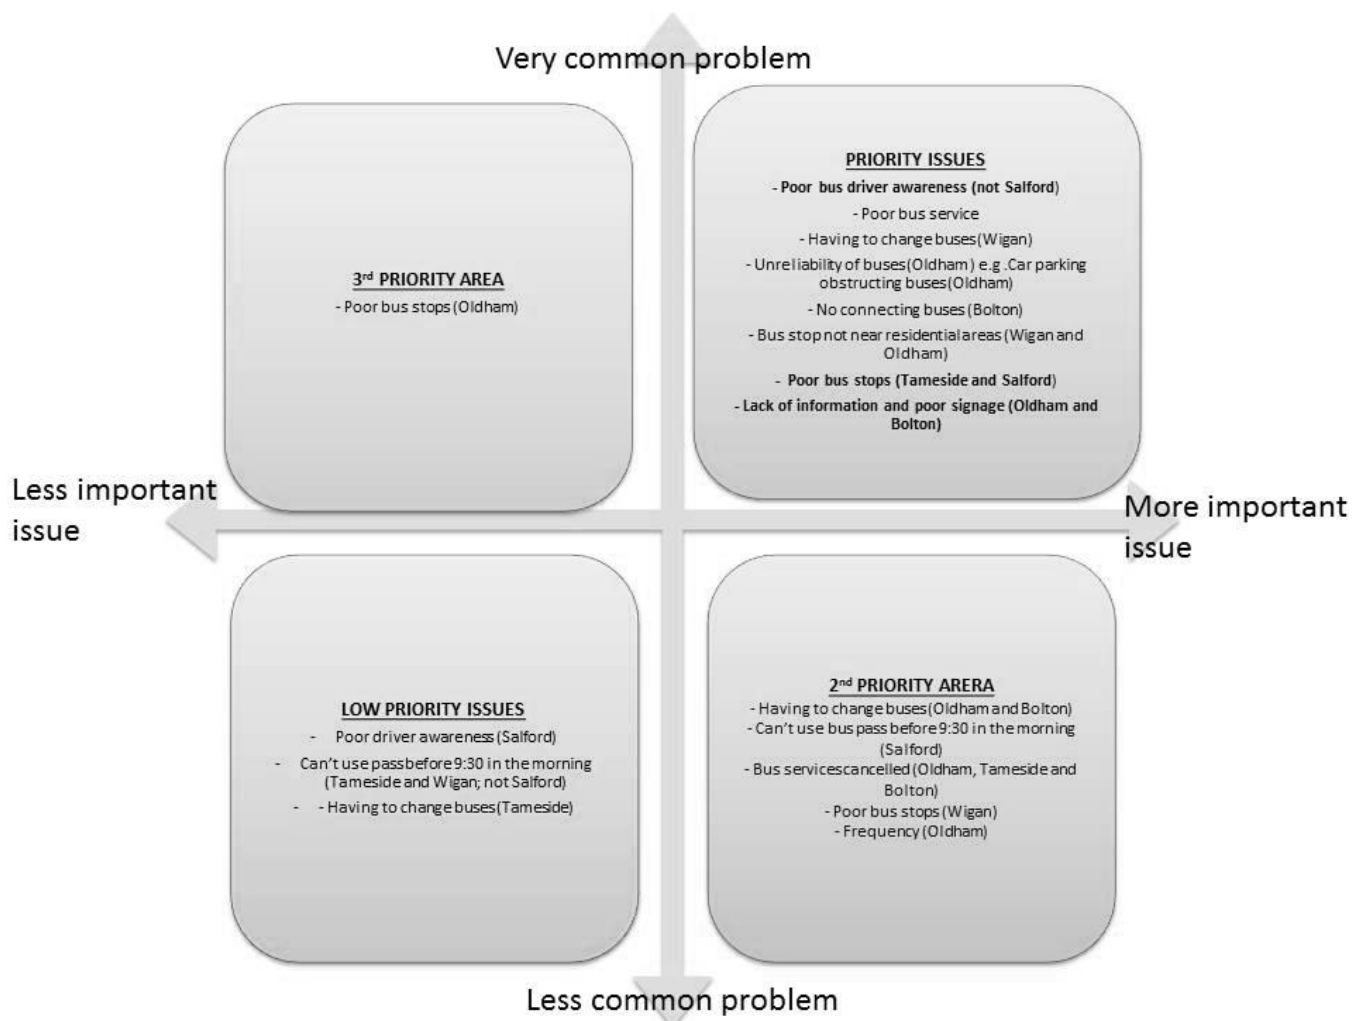 Very common problem
PRIORITY ISSUES
- Poor bus driver awareness (not Salford)
- Poor bus service
- Having to change buses(Wigan)
- Unreliability of buses(Oldham) e.g .Car parking
obstructing buses(Oldham)
- No connecting buses (Bolton)
- Bus stop not near residential areas (Wigan and
Oldham)
- Poor bus stops (Tameside and Salford)
- Lack of information and poor signage (Oldham and
Bolton)
3rd PRIORITY AREA
- Poor bus stops(Oldham)
Less important
issue
More important
issue
LOW PRIORITY ISSUES
- Poor driver awareness(Salford)
- Can't use pass before 9:30 in the morning
(Tameside and Wigan; not Salford)
- - Having to change buses(Tameside)
2nd PRIORITY ARERA
- Having to change buses(Oldham and Bolton)
- Can't use bus pass before 9:30 in the morning
(Salford)
- Bus services cancelled (Oldham, Tameside and
Bolton)
- Poor bus stops (Wigan)
- Frequency (Oldham)
Less common problem